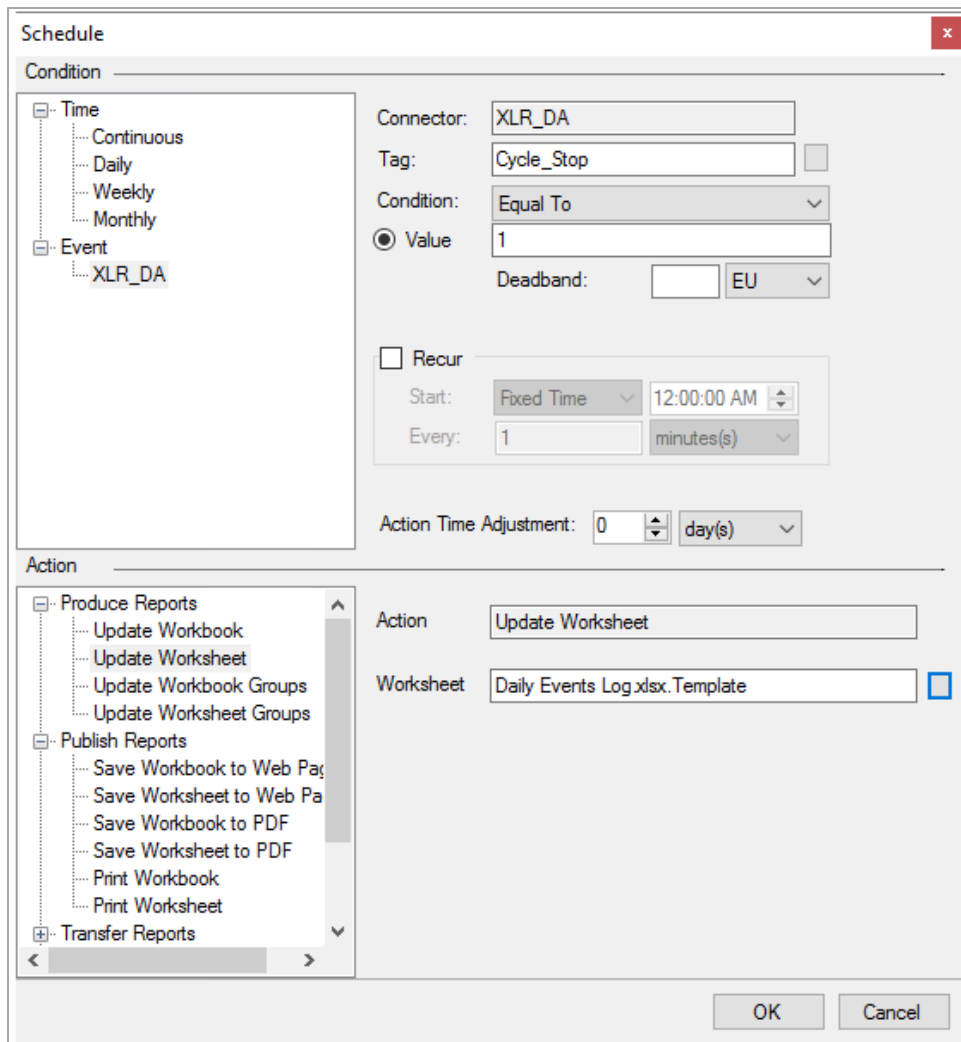 Schedule
x
Condition
Time
Continuous
Daily
Weekly
Monthly
Event
XLR_DA
Connector: XLR_DA
Tag: Cycle_Stop
Condition: Equal To
Value 1
Deadband: EU
Recur
Start: Fixed Time 12:00:00 AM
Every: 1 minutes(s)
Action Time Adjustment: 0 day(s)
Action
Produce Reports
Update Workbook
Update Worksheet
Update Workbook Groups
Update Worksheet Groups
Publish Reports
Save Workbook to Web Pag
Save Worksheet to Web Pa
Save Workbook to PDF
Save Worksheet to PDF
Print Workbook
Print Worksheet
Transfer Reports
Action Update Worksheet
Worksheet Daily Events Log.xlsx.Template
OK Cancel